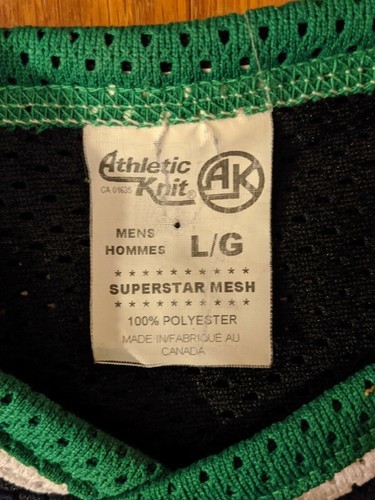 Athletic
Knit® AK
CA 01635
MENS
HOMMES L/G
★ ★ ★ ★ ★ ★ ★ ★ ★ ★
SUPERSTAR MESH
★ ★ ★ ★ ★ ★ ★ ★ ★ ★
100% POLYESTER
MADE IN/FABRIQUÉ AU
CANADA